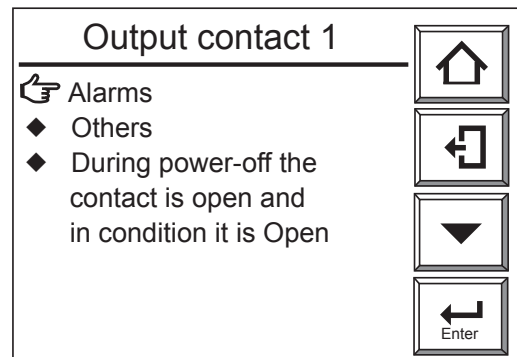 Output contact 1
Alarms
Others
During power-off the
contact is open and
in condition it is Open
Enter